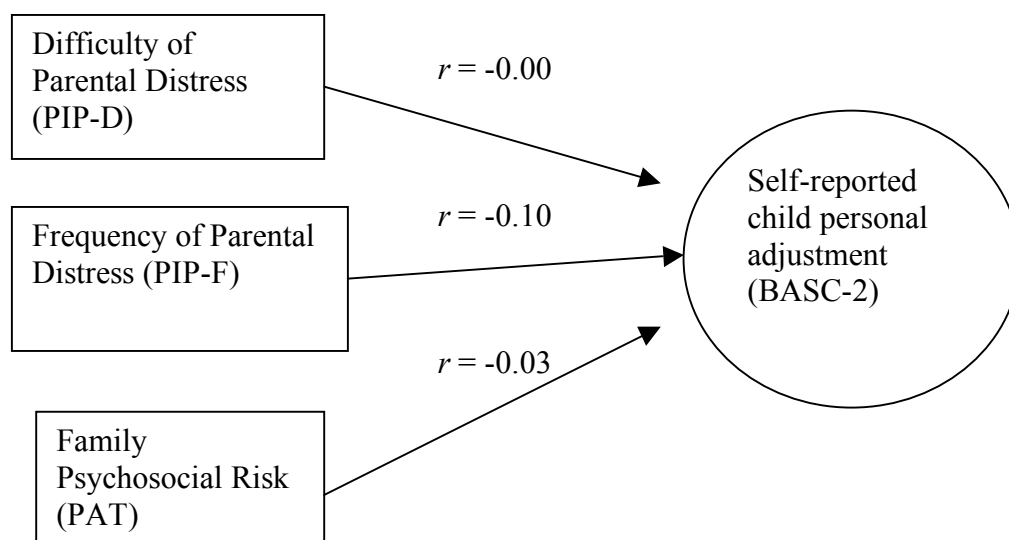 Difficulty of
Parental Distress
(PIP-D)
r = -0.00
Frequency of Parental
Distress (PIP-F)
r = -0.10
Family
Psychosocial Risk
(PAT)
r = -0.03
Self-reported
child personal
adjustment
(BASC-2)